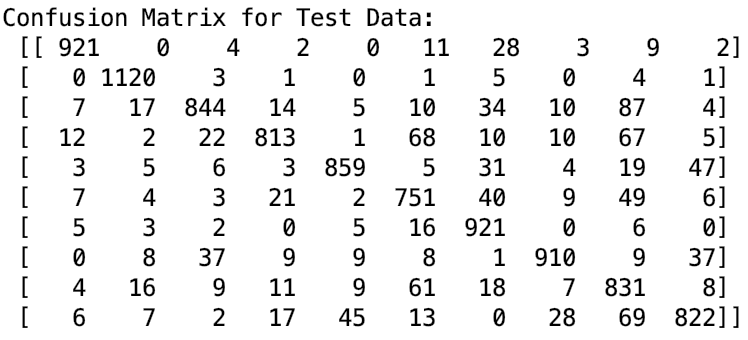 Confusion Matrix for Test Data:
[[ 921 0 4 2 0 11 28 3 9 2]
[ 0 1120 3 1 0 1 5 0 4 1]
[ 7 17 844 14 5 10 34 10 87 4]
[ 12 2 22 813 1 68 10 10 67 5]
[ 3 5 6 3 859 5 31 4 19 47]
[ 7 4 3 21 2 751 40 9 49 6]
[ 5 3 2 0 5 16 921 0 6 0]
[ 0 8 37 9 9 8 1 910 9 37]
[ 4 16 9 11 9 61 18 7 831 8]
[ 6 7 2 17 45 13 0 28 69 822]]